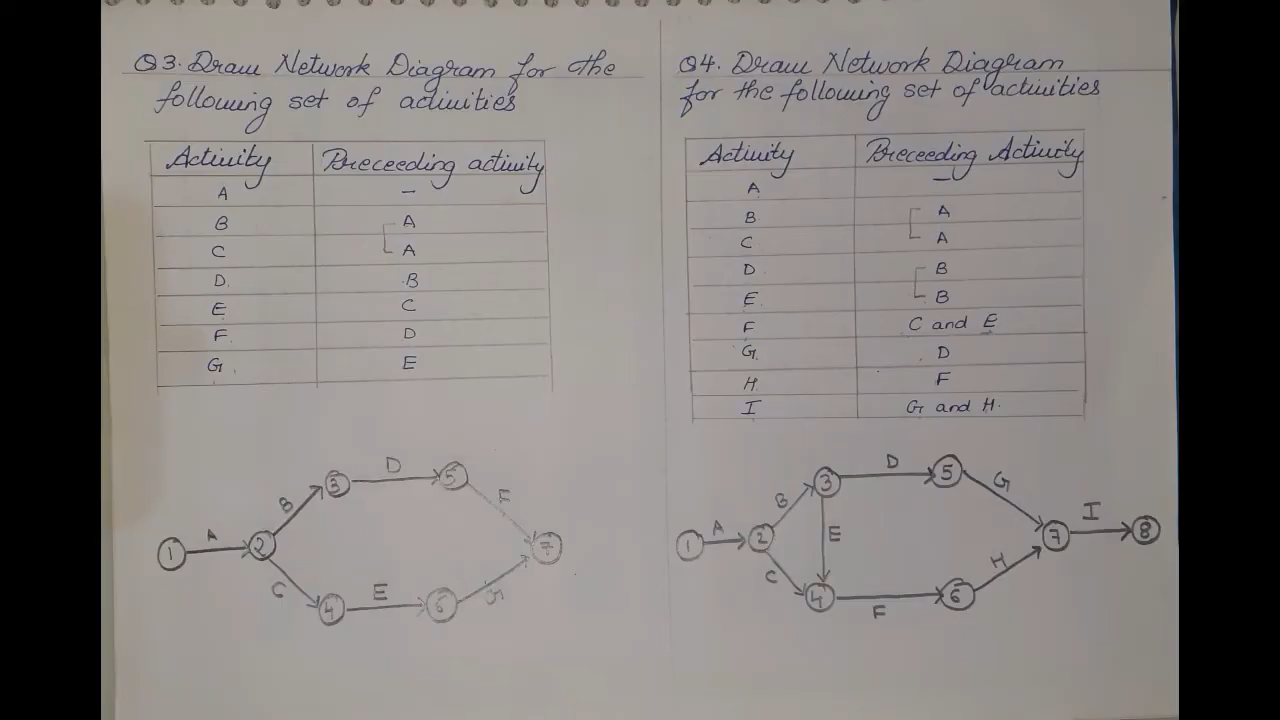 Q3. Draw Network Diagram for the
following set of activities
Activity Preceeding activity
A –
B A
C A
D. B
E C
F. D
G. E
A
B
C
D
E
F
G
1
2
3
4
5
6
7
Q4. Draw Network Diagram
for the following set of activities
Activity Preceeding Activity
A –
B A
C A
D B
E B
F C and E
G. D
H F
I G and H.
A
B
C
D
E
F
G
H
I
1
2
3
4
5
6
7
8